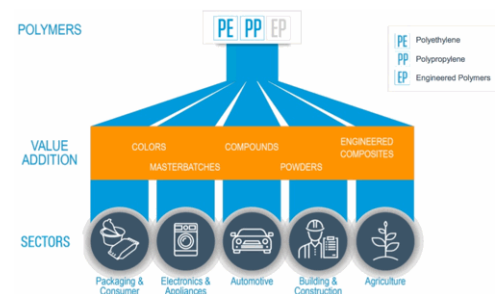 POLYMERS
PE PP EP
PE Polyethylene
PP Polypropylene
EP Engineered Polymers
VALUE
ADDITION
COLORS
MASTERBATCHES
COMPOUNDS
POWDERS
ENGINEERED
COMPOSITES
SECTORS
Packaging &
Consumer
Electronics &
Appliances
Automotive
Building &
Construction
Agriculture